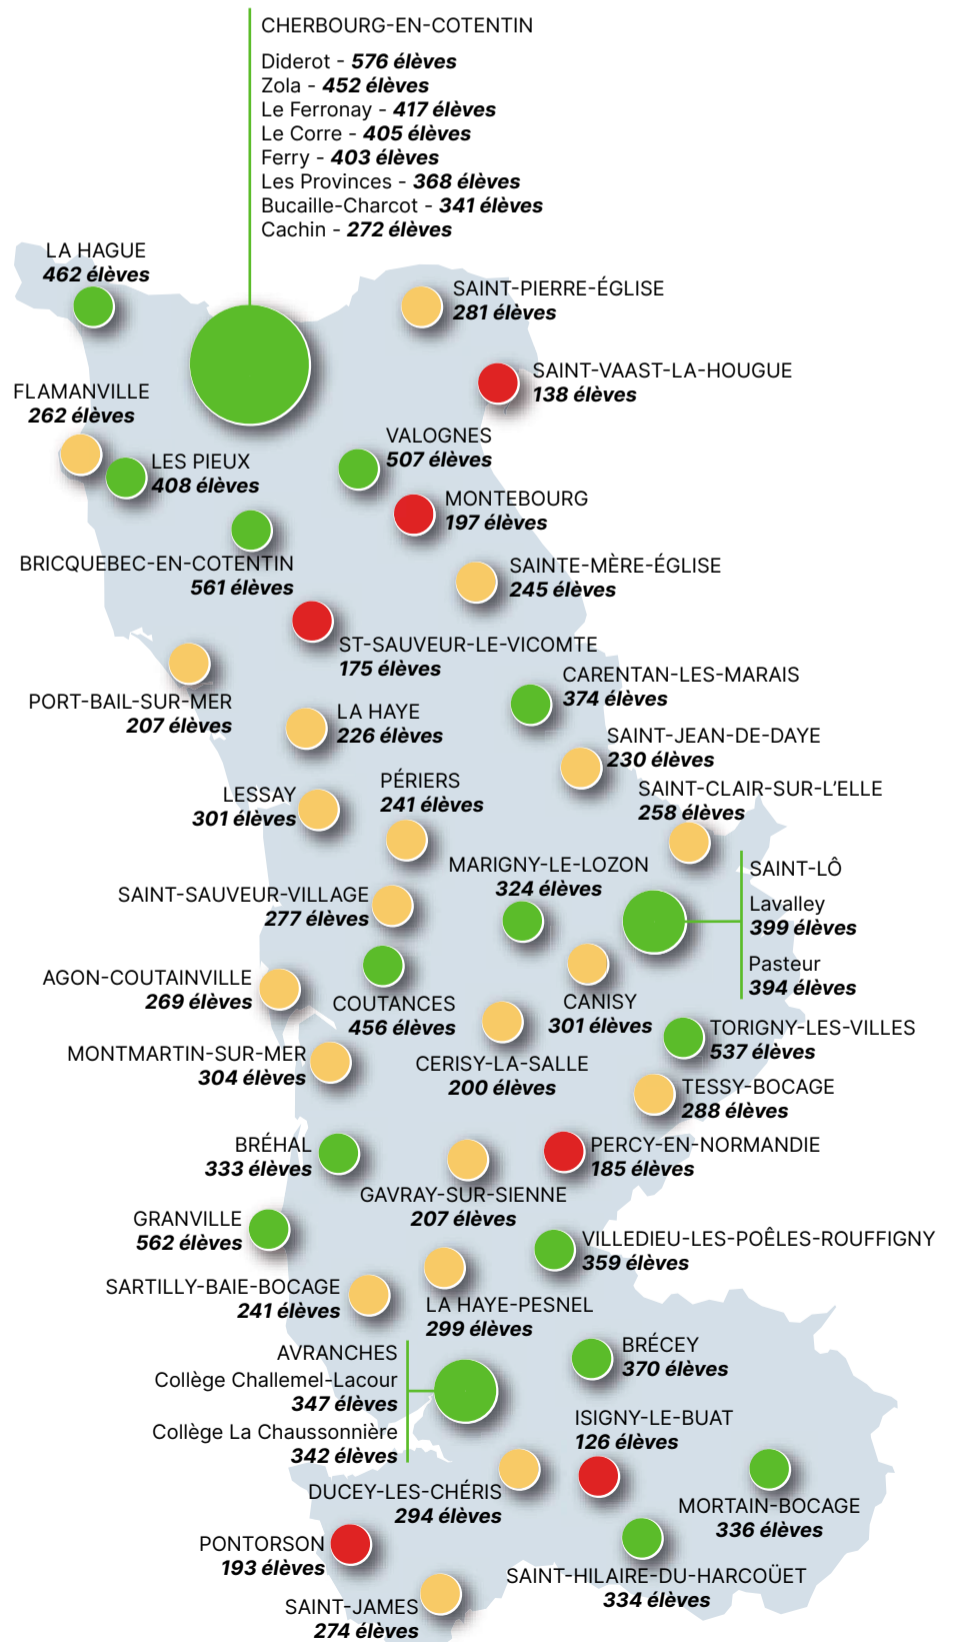 CHERBOURG-EN-COTENTIN
Diderot - 576 élèves
Zola - 452 élèves
Le Ferronay - 417 élèves
Le Corre - 405 élèves
Ferry - 403 élèves
Les Provinces - 368 élèves
Bucaille-Charcot - 341 élèves
Cachin - 272 élèves
LA HAGUE
462 élèves
SAINT-PIERRE-ÉGLISE
281 élèves
SAINT-VAAST-LA-HOUGUE
138 élèves
FLAMANVILLE
262 élèves
VALOGNES
507 élèves
LES PIEUX
408 élèves
MONTEBOURG
197 élèves
BRICQUEBEC-EN-COTENTIN
561 élèves
SAINTE-MÈRE-ÉGLISE
245 élèves
ST-SAUVEUR-LE-VICOMTE
175 élèves
CARENTAN-LES-MARAIS
374 élèves
PORT-BAIL-SUR-MER
207 élèves
LA HAYE
226 élèves
SAINT-JEAN-DE-DAYE
230 élèves
PÉRIERS
241 élèves
SAINT-CLAIR-SUR-L'ELLE
258 élèves
LESSAY
301 élèves
MARIGNY-LE-LOZON
324 élèves
SAINT-LÔ
Lavalley
399 élèves
Pasteur
394 élèves
SAINT-SAUVEUR-VILLAGE
277 élèves
AGON-COUTAINVILLE
269 élèves
COUTANCES
456 élèves
CANISY
301 élèves
TORIGNY-LES-VILLES
537 élèves
MONTMARTIN-SUR-MER
304 élèves
CERISY-LA-SALLE
200 élèves
TESSY-BOCAGE
288 élèves
BRÉHAL
333 élèves
PERCY-EN-NORMANDIE
185 élèves
GAVRAY-SUR-SIENNE
207 élèves
GRANVILLE
562 élèves
VILLEDIEU-LES-POÊLES-ROUFFIGNY
359 élèves
SARTILLY-BAIE-BOCAGE
241 élèves
LA HAYE-PESNEL
299 élèves
AVRANCHES
Collège Challemel-Lacour
347 élèves
Collège La Chaussonnière
342 élèves
BRÉCEY
370 élèves
ISIGNY-LE-BUAT
126 élèves
DUCEY-LES-CHÉRIS
294 élèves
MORTAIN-BOCAGE
336 élèves
PONTORSON
193 élèves
SAINT-HILAIRE-DU-HARCOÜET
334 élèves
SAINT-JAMES
274 élèves